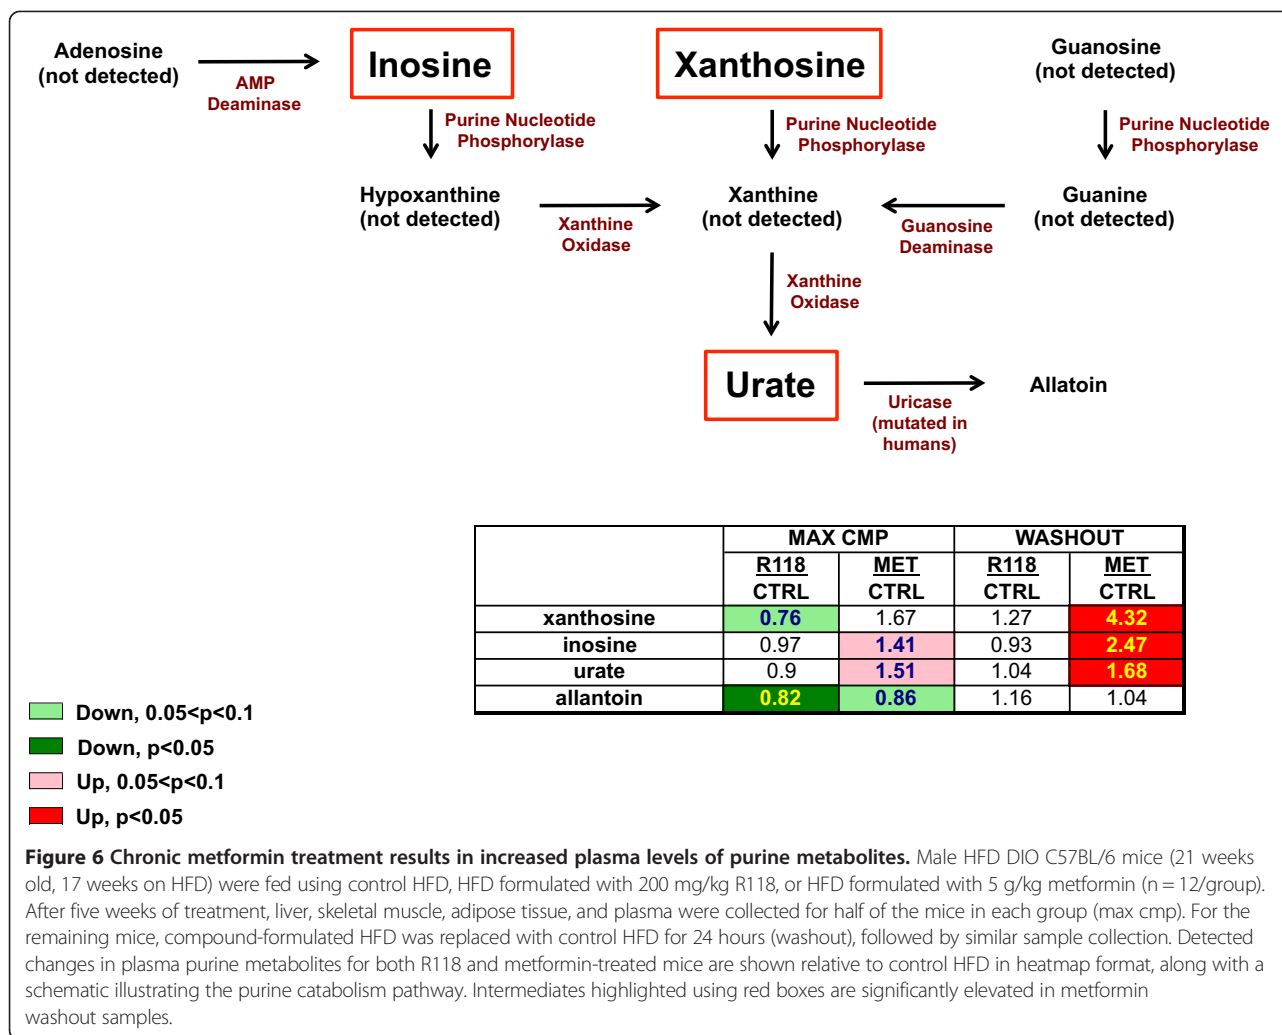 Adenosine
(not detected)
AMP
Deaminase
Inosine
Xanthosine
Guanosine
(not detected)
Purine Nucleotide
Phosphorylase
Purine Nucleotide
Phosphorylase
Purine Nucleotide
Phosphorylase
Hypoxanthine
(not detected)
Xanthine
Oxidase
Xanthine
(not detected)
Guanosine
Deaminase
Guanine
(not detected)
Xanthine
Oxidase
Urate
Uricase
(mutated in
humans)
Allatoin
MAX CMP WASHOUT
R118 MET R118 MET
CTRL CTRL CTRL CTRL
xanthosine 0.76 1.67 1.27 4.32
inosine 0.97 1.41 0.93 2.47
urate 0.9 1.51 1.04 1.68
allantoin 0.82 0.86 1.16 1.04
Down, 0.05<p<0.1
Down, p<0.05
Up, 0.05<p<0.1
Up, p<0.05
Figure 6 Chronic metformin treatment results in increased plasma levels of purine metabolites. Male HFD DIO C57BL/6 mice (21 weeks
old, 17 weeks on HFD) were fed using control HFD, HFD formulated with 200 mg/kg R118, or HFD formulated with 5 g/kg metformin (n = 12/group).
After five weeks of treatment, liver, skeletal muscle, adipose tissue, and plasma were collected for half of the mice in each group (max cmp). For the
remaining mice, compound-formulated HFD was replaced with control HFD for 24 hours (washout), followed by similar sample collection. Detected
changes in plasma purine metabolites for both R118 and metformin-treated mice are shown relative to control HFD in heatmap format, along with a
schematic illustrating the purine catabolism pathway. Intermediates highlighted using red boxes are significantly elevated in metformin
washout samples.